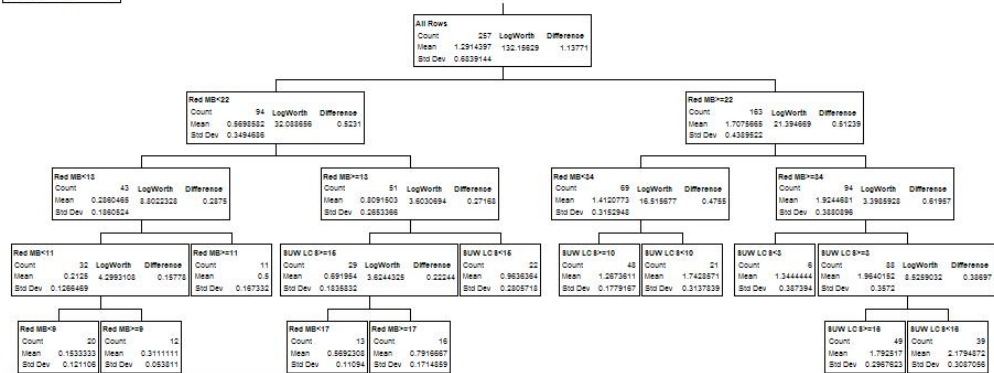 All Rows
Count 257 LogWorth Difference
Mean 1.2914397 132.15629 1.13771
Std Dev 0.6839144
Red MB<22
Count 94 LogWorth Difference
Mean 0.5698582 32.088656 0.5231
Std Dev 0.3494686
Red MB>=22
Count 163 LogWorth Difference
Mean 1.7075665 21.394669 0.51239
Std Dev 0.4389522
Red MB<13
Count 43 LogWorth Difference
Mean 0.2860465 8.8022328 0.2875
Std Dev 0.1860524
Red MB>=13
Count 51 LogWorth Difference
Mean 0.8091503 3.6030694 0.27168
Std Dev 0.2653366
Red MB<34
Count 69 LogWorth Difference
Mean 1.4120773 16.515677 0.4755
Std Dev 0.3152948
Red MB>=34
Count 94 LogWorth Difference
Mean 1.9244681 3.3985928 0.61967
Std Dev 0.3880896
Red MB<11
Count 32 LogWorth Difference
Mean 0.2125 4.2993108 0.15778
Std Dev 0.1266469
Red MB>=11
Count 11
Mean 0.5
Std Dev 0.167332
SUW LC S>=15
Count 29 LogWorth Difference
Mean 0.691954 3.6244325 0.22244
Std Dev 0.1835832
SUW LC S<15
Count 22
Mean 0.9636364
Std Dev 0.2805718
SUW LC S>=10
Count 48
Mean 1.2673611
Std Dev 0.1779167
SUW LC S<10
Count 21
Mean 1.7428571
Std Dev 0.3137839
SUW LC S<3
Count 6
Mean 1.3444444
Std Dev 0.387394
SUW LC S>=3
Count 88 LogWorth Difference
Mean 1.9640152 8.5259032 0.38697
Std Dev 0.3572
Red MB<9
Count 20
Mean 0.1533333
Std Dev 0.121106
Red MB>=9
Count 12
Mean 0.3111111
Std Dev 0.053811
Red MB<17
Count 13
Mean 0.5692308
Std Dev 0.11094
Red MB>=17
Count 16
Mean 0.7916667
Std Dev 0.1714859
SUW LC S>=16
Count 49
Mean 1.792517
Std Dev 0.2967623
SUW LC S<16
Count 39
Mean 2.1794872
Std Dev 0.3087056